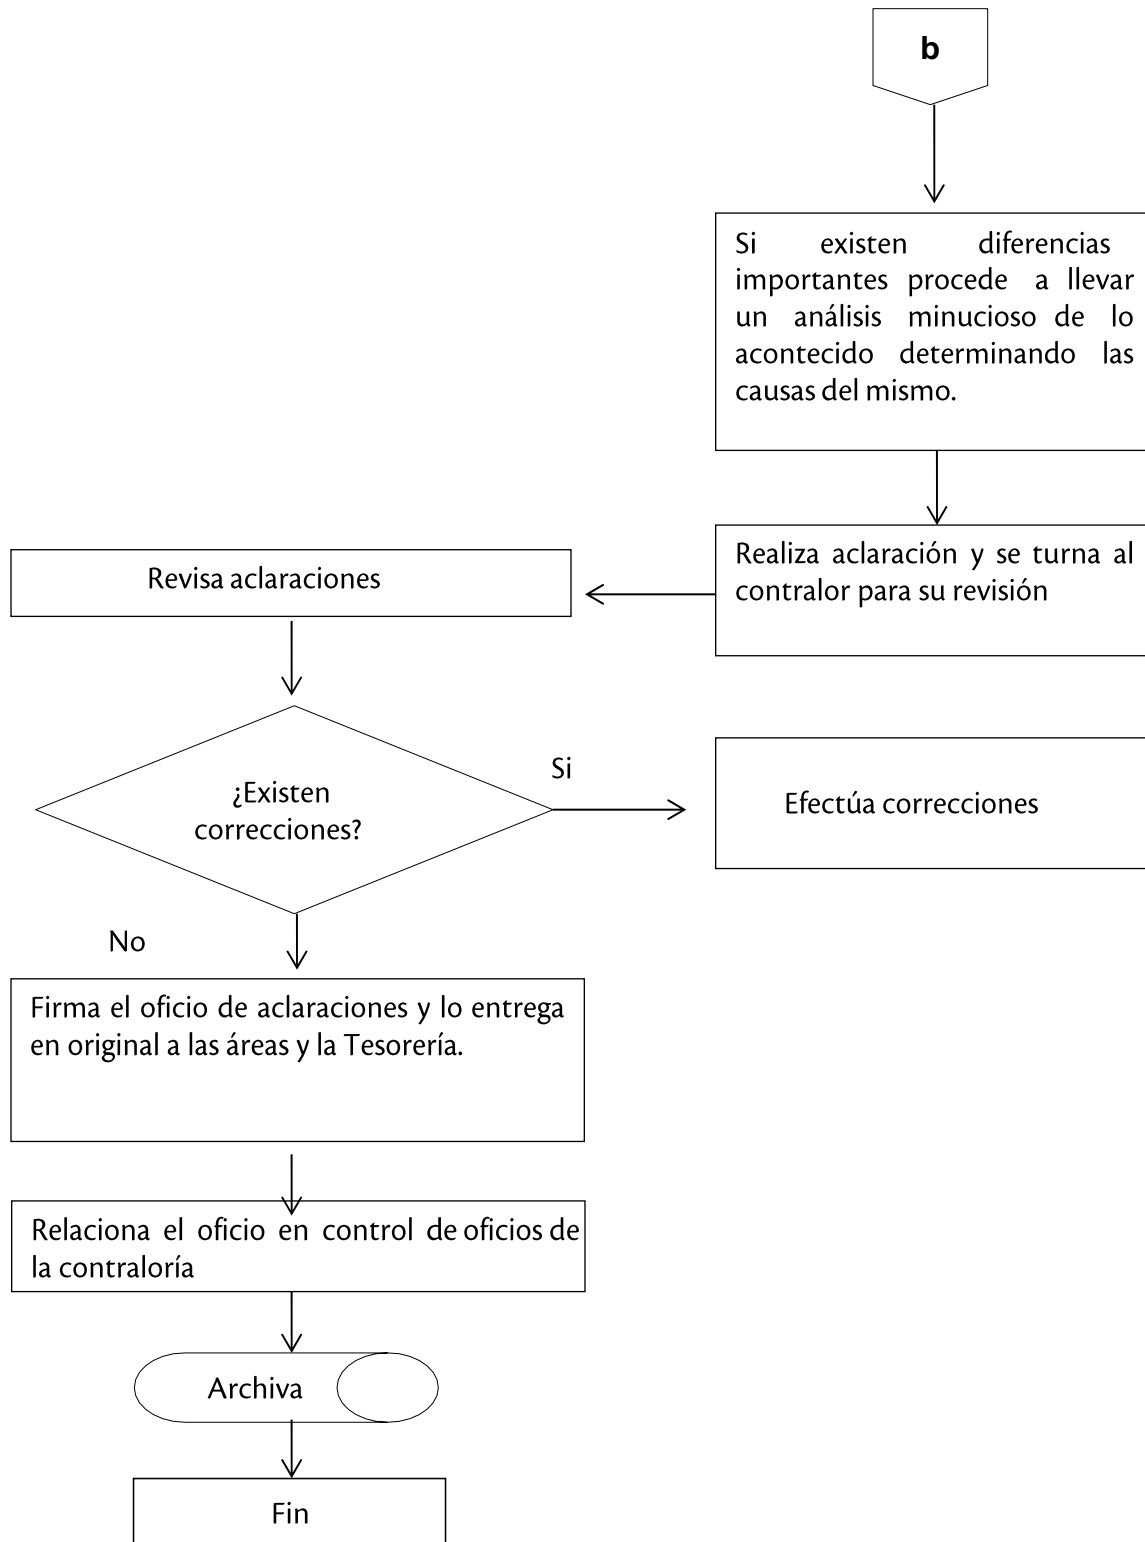 b
Si existen diferencias
importantes procede a llevar
un análisis minucioso de lo
acontecido determinando las
causas del mismo.
Realiza aclaración y se turna al
contralor para su revisión
Revisa aclaraciones
¿Existen
correcciones?
Si
Efectúa correcciones
No
Firma el oficio de aclaraciones y lo entrega
en original a las áreas y la Tesorería.
Relaciona el oficio en control de oficios de
la contraloría
Archiva
Fin